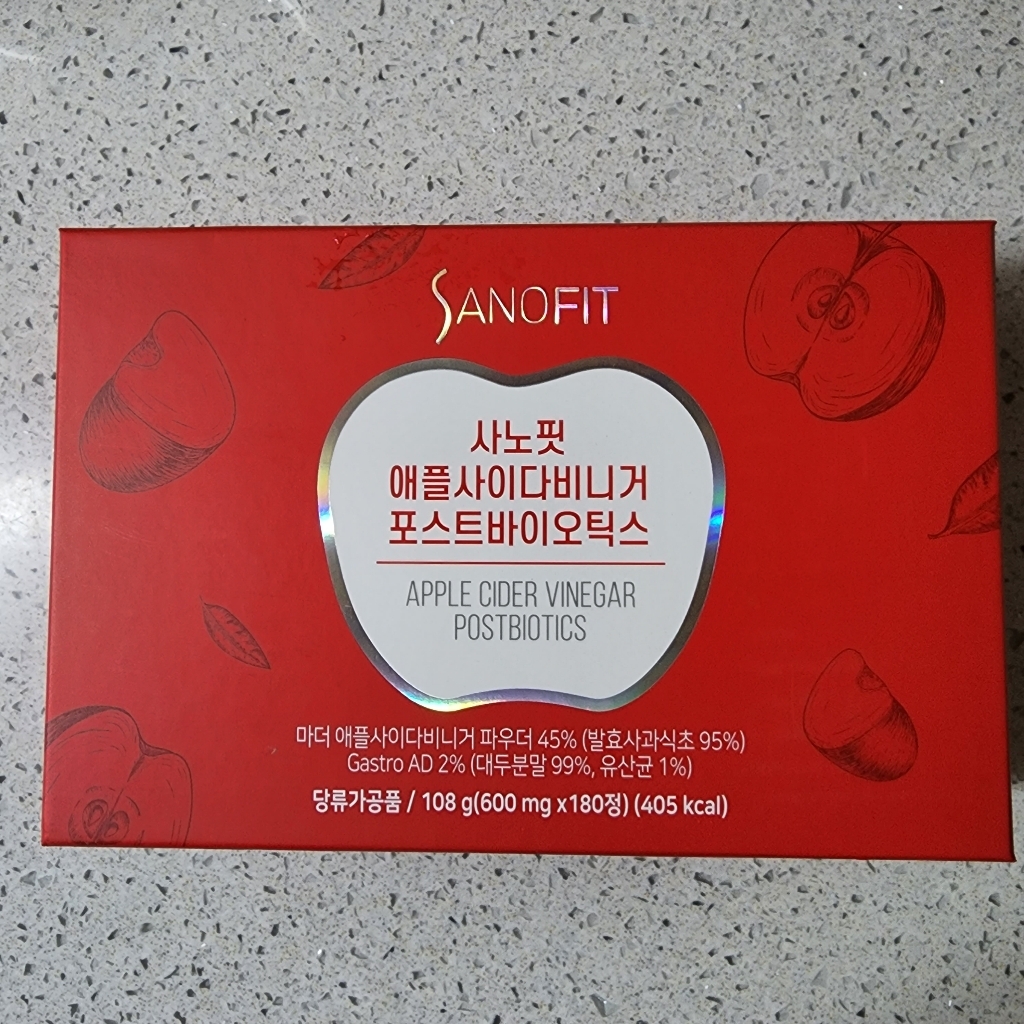 SANOFIT
사노핏
애플사이다비니거
포스트바이오틱스
APPLE CIDER VINEGAR
POSTBIOTICS
마더 애플사이다비니거 파우더 45% (발효사과식초 95%)
Gastro AD 2% (대두분말 99%, 유산균 1%)
당류가공품 / 108 g(600 mg x180정) (405 kcal)